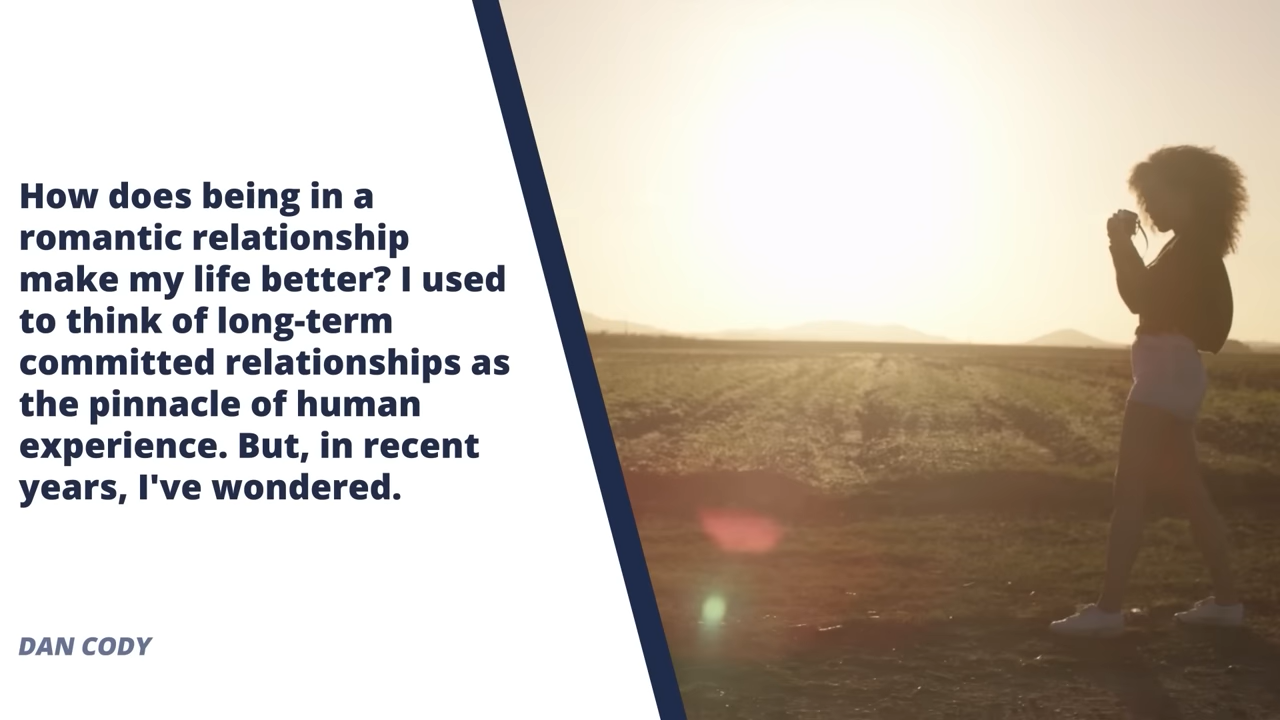 How does being in a
romantic relationship
make my life better? I used
to think of long-term
committed relationships as
the pinnacle of human
experience. But, in recent
years, I've wondered.
DAN CODY